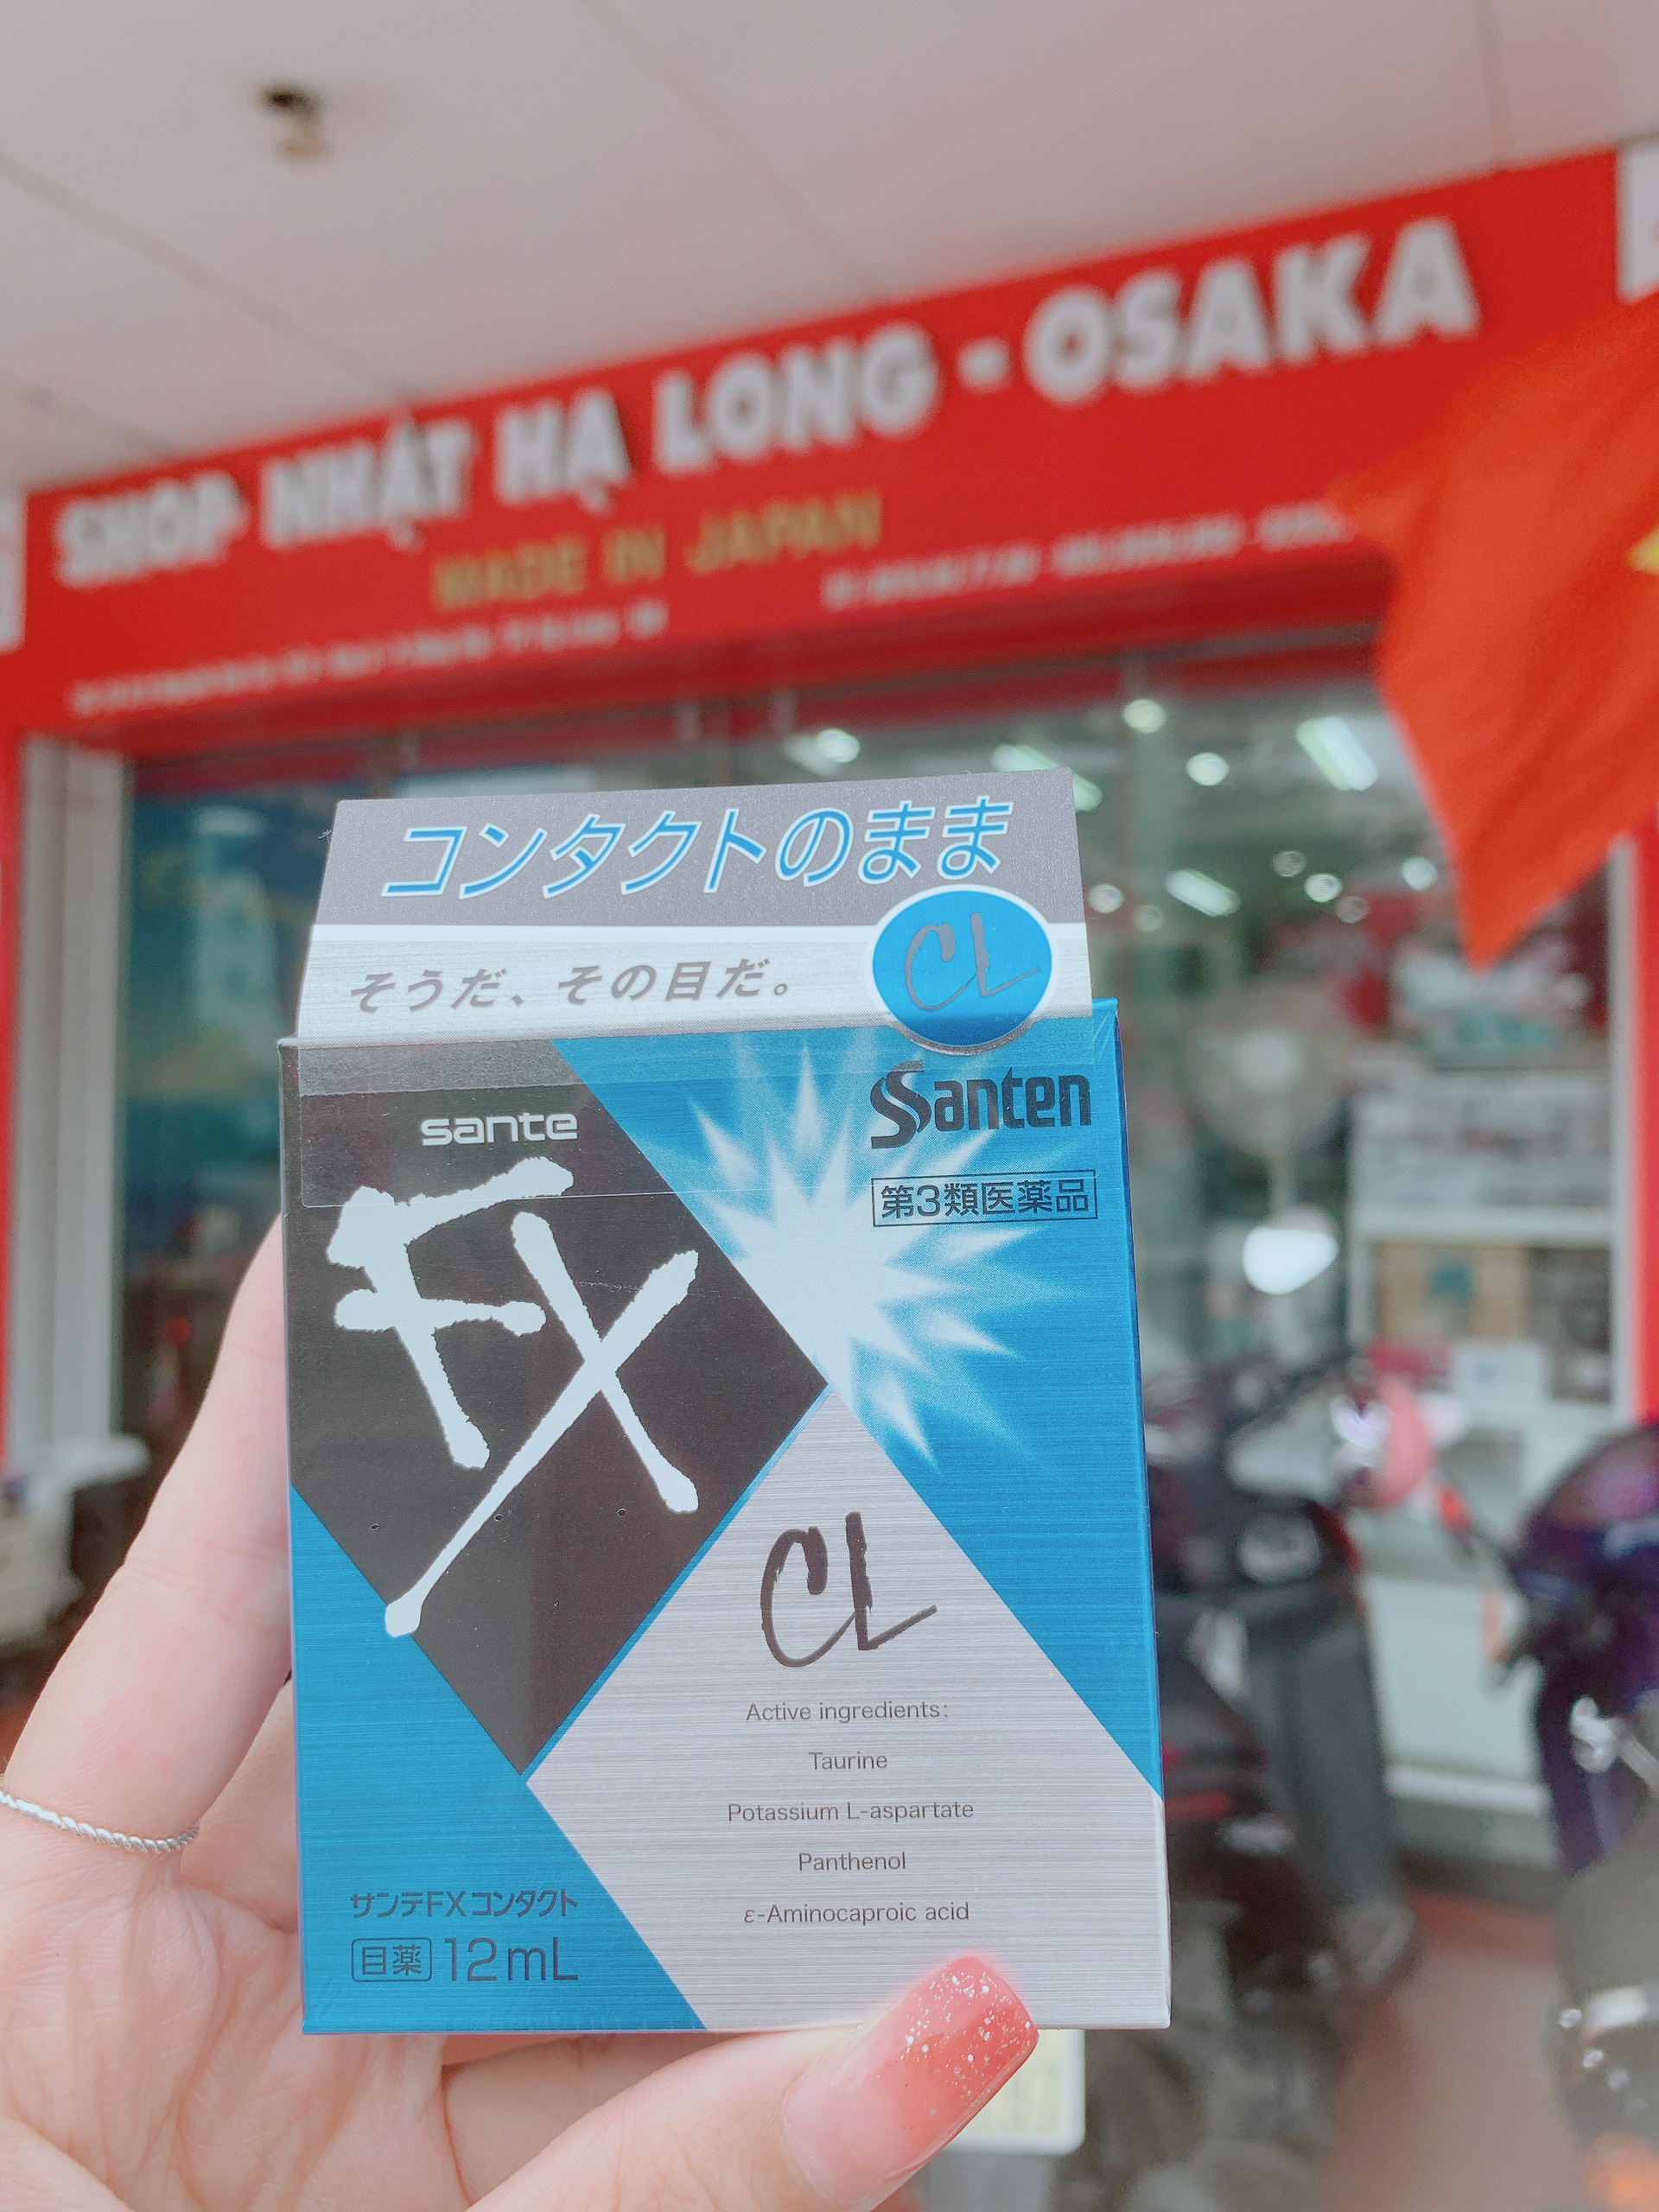 SHOP NHẬT HẠ LONG - OSAKA
MADE IN JAPAN
コンタクトのまま
そうだ、その目だ。
CL
sante
FX
Santen
第3類医薬品
CL
Active ingredients:
Taurine
Potassium L-aspartate
Panthenol
ε-Aminocaproic acid
サンテFXコンタクト
目薬 12mL